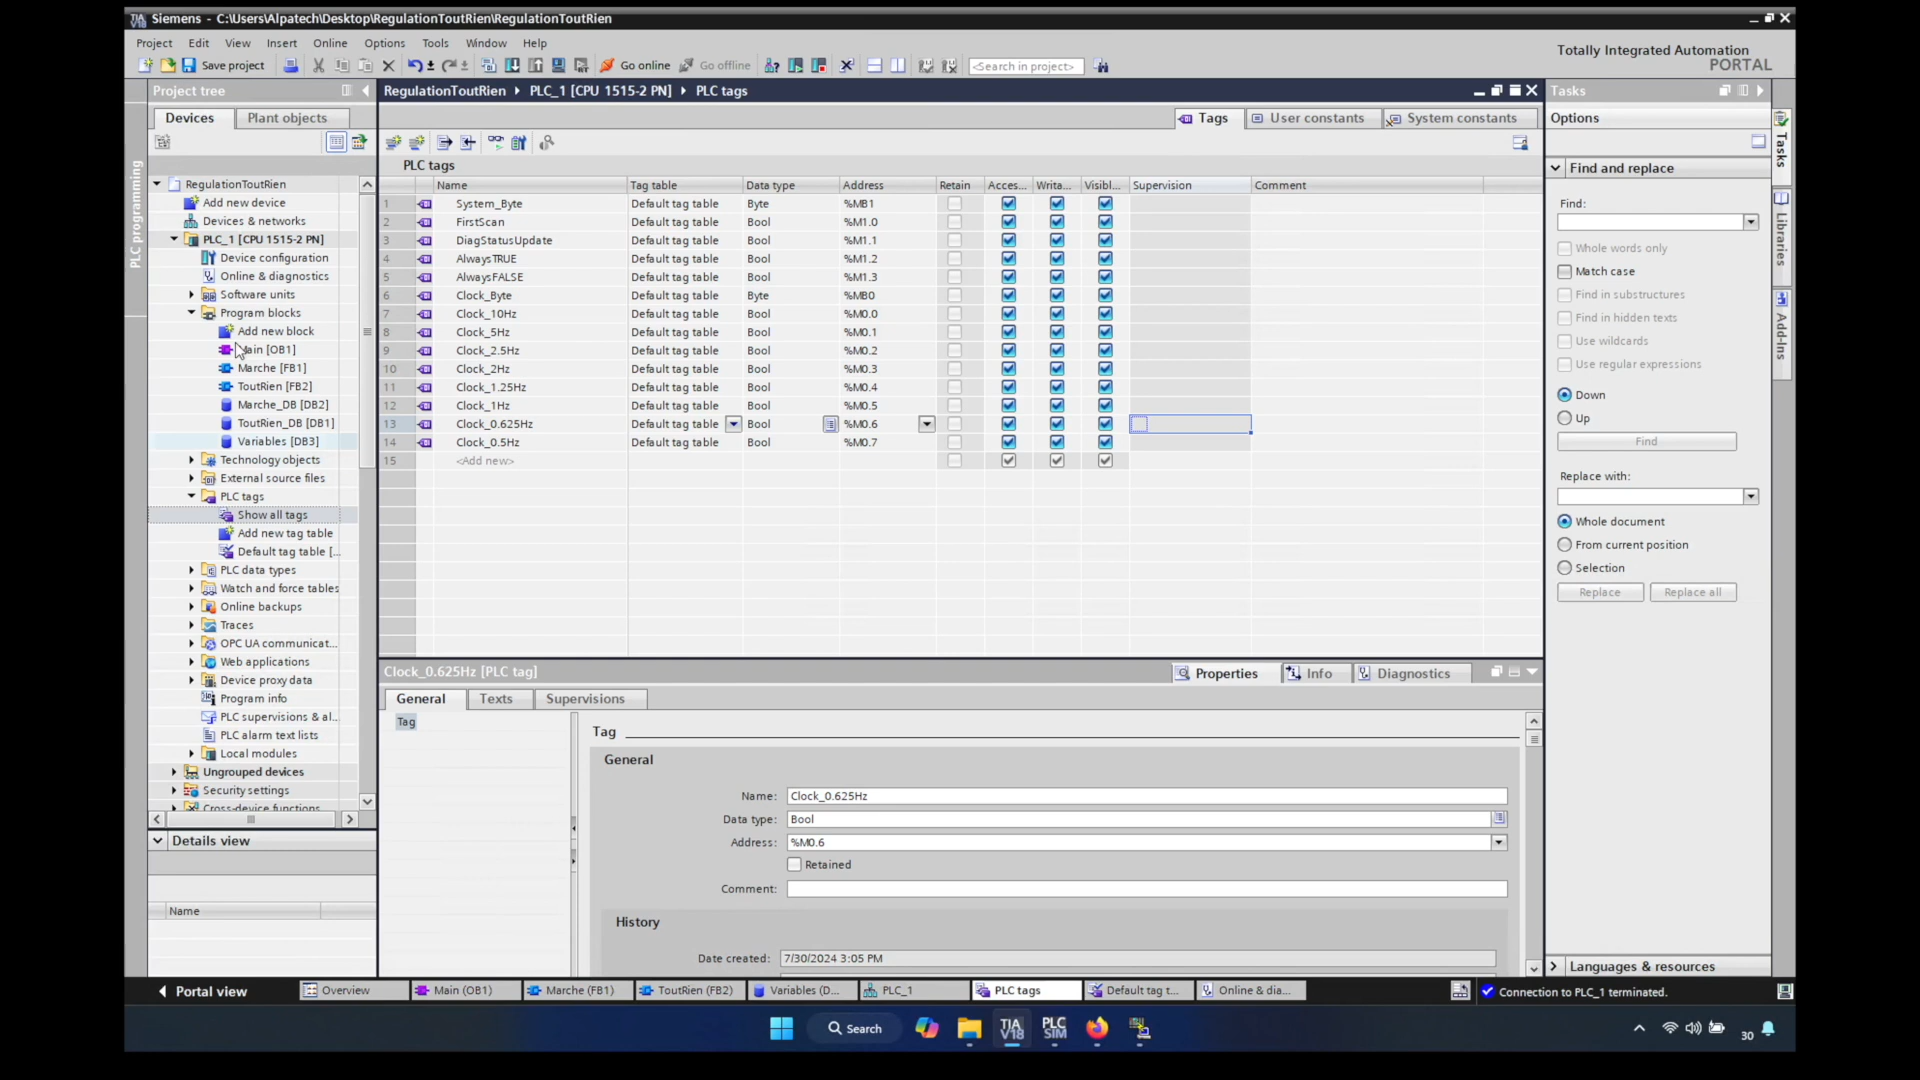 Siemens - C:\Users\Alpatech\Desktop\RegulationToutRien\RegulationToutRien
Project Edit View Insert Online Options Tools Window Help
Totally Integrated Automation
PORTAL
Save project Go online Go offline <Search in project>
Project tree
RegulationToutRien PLC_1 [CPU 1515-2 PN] PLC tags
Tasks
Devices Plant objects
Tags User constants System constants
Options
PLC programming
PLC tags
Name Tag table Data type Address Retain Acces... Writa... Visibl... Supervision Comment
1 System_Byte Default tag table Byte %MB1
2 FirstScan Default tag table Bool %M1.0
3 DiagStatusUpdate Default tag table Bool %M1.1
4 AlwaysTRUE Default tag table Bool %M1.2
5 AlwaysFALSE Default tag table Bool %M1.3
6 Clock_Byte Default tag table Byte %MB0
7 Clock_10Hz Default tag table Bool %M0.0
8 Clock_5Hz Default tag table Bool %M0.1
9 Clock_2.5Hz Default tag table Bool %M0.2
10 Clock_2Hz Default tag table Bool %M0.3
11 Clock_1.25Hz Default tag table Bool %M0.4
12 Clock_1Hz Default tag table Bool %M0.5
13 Clock_0.625Hz Default tag table Bool %M0.6
14 Clock_0.5Hz Default tag table Bool %M0.7
15 <Add new>
RegulationToutRien
Add new device
Devices & networks
PLC_1 [CPU 1515-2 PN]
Device configuration
Online & diagnostics
Software units
Program blocks
Add new block
Main [OB1]
Marche [FB1]
ToutRien [FB2]
Marche_DB [DB2]
ToutRien_DB [DB1]
Variables [DB3]
Technology objects
External source files
PLC tags
Show all tags
Add new tag table
Default tag table [...
PLC data types
Watch and force tables
Online backups
Traces
OPC UA communicat...
Web applications
Device proxy data
Program info
PLC supervisions & al...
PLC alarm text lists
Local modules
Ungrouped devices
Security settings
Cross-device functions
Details view
Name
Find and replace
Find:
Whole words only
Match case
Find in substructures
Find in hidden texts
Use wildcards
Use regular expressions
Down
Up
Find
Replace with:
Whole document
From current position
Selection
Replace Replace all
Languages & resources
Tasks
Libraries
Add-Ins
Clock_0.625Hz [PLC tag]
Properties Info Diagnostics
General Texts Supervisions
Tag
Tag
General
Name: Clock_0.625Hz
Data type: Bool
Address: %M0.6
Retained
Comment:
History
Date created: 7/30/2024 3:05 PM
Portal view Overview Main (OB1) Marche (FB1) ToutRien (FB2) Variables (D... PLC_1 PLC tags Default tag t... Online & dia... Connection to PLC_1 terminated.
Search
TIA V18
PLC SIM
30